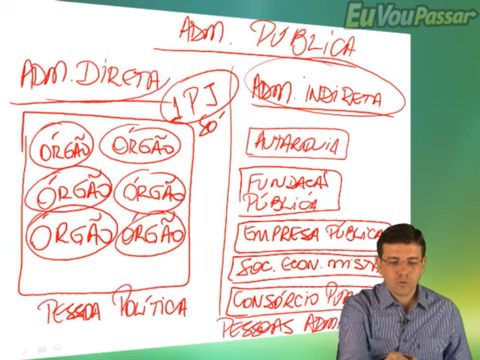 EuVouPassar
ADM. PÚBLICA
ADM. DIRETA
1 PJ
SÓ
ADM. INDIRETA
ÓRGÃO ÓRGÃO
ÓRGÃO ÓRGÃO
ÓRGÃO ÓRGÃO
PESSOA POLÍTICA
AUTARQUIA
FUNDAÇÃO
PÚBLICA
EMPRESA PÚBLICA
SOC. ECON. MISTA
CONSÓRCIO
PESSOAS